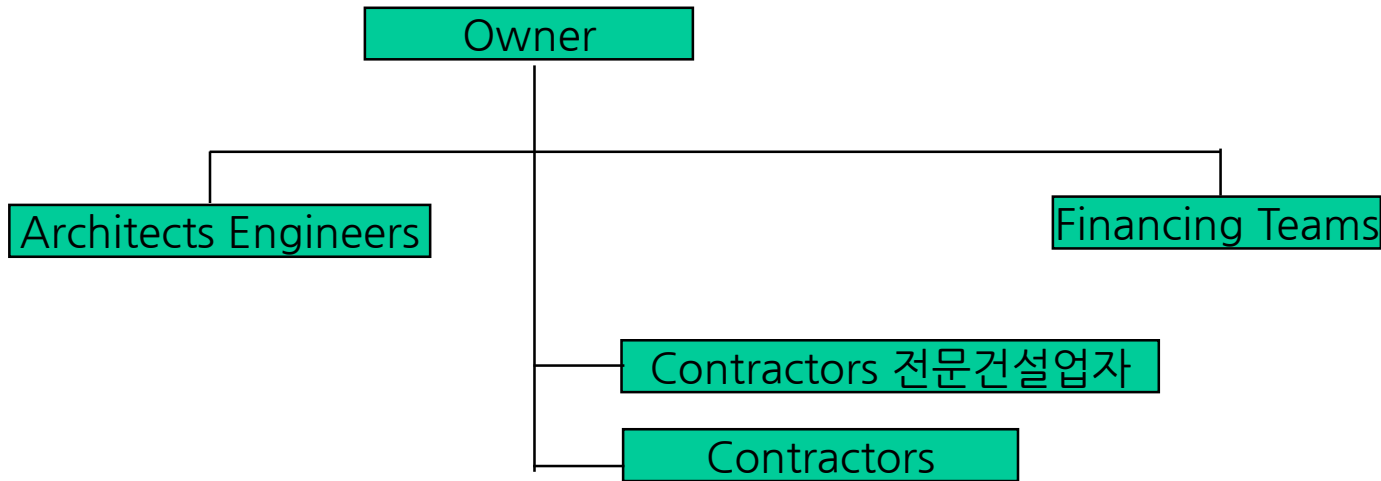 Owner
Architects Engineers
Financing Teams
Contractors 전문건설업자
Contractors